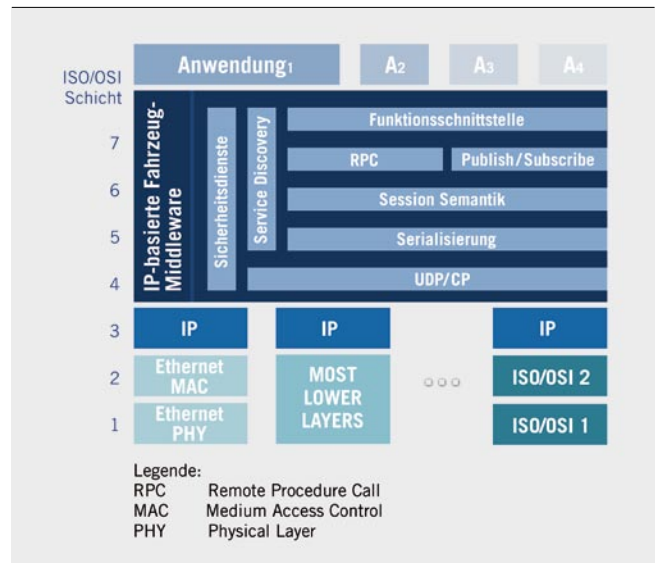 ISO/OSI
Schicht
Anwendung1
A2
A3
A4
7
6
5
4
3
2
1
IP-basierte Fahrzeug-
Middleware
Sicherheitsdienste
Service Discovery
Funktionsschnittstelle
RPC
Publish/Subscribe
Session Semantik
Serialisierung
UDP/CP
IP
IP
IP
Ethernet
MAC
Ethernet
PHY
MOST
LOWER
LAYERS
ISO/OSI 2
ISO/OSI 1
Legende:
RPC Remote Procedure Call
MAC Medium Access Control
PHY Physical Layer